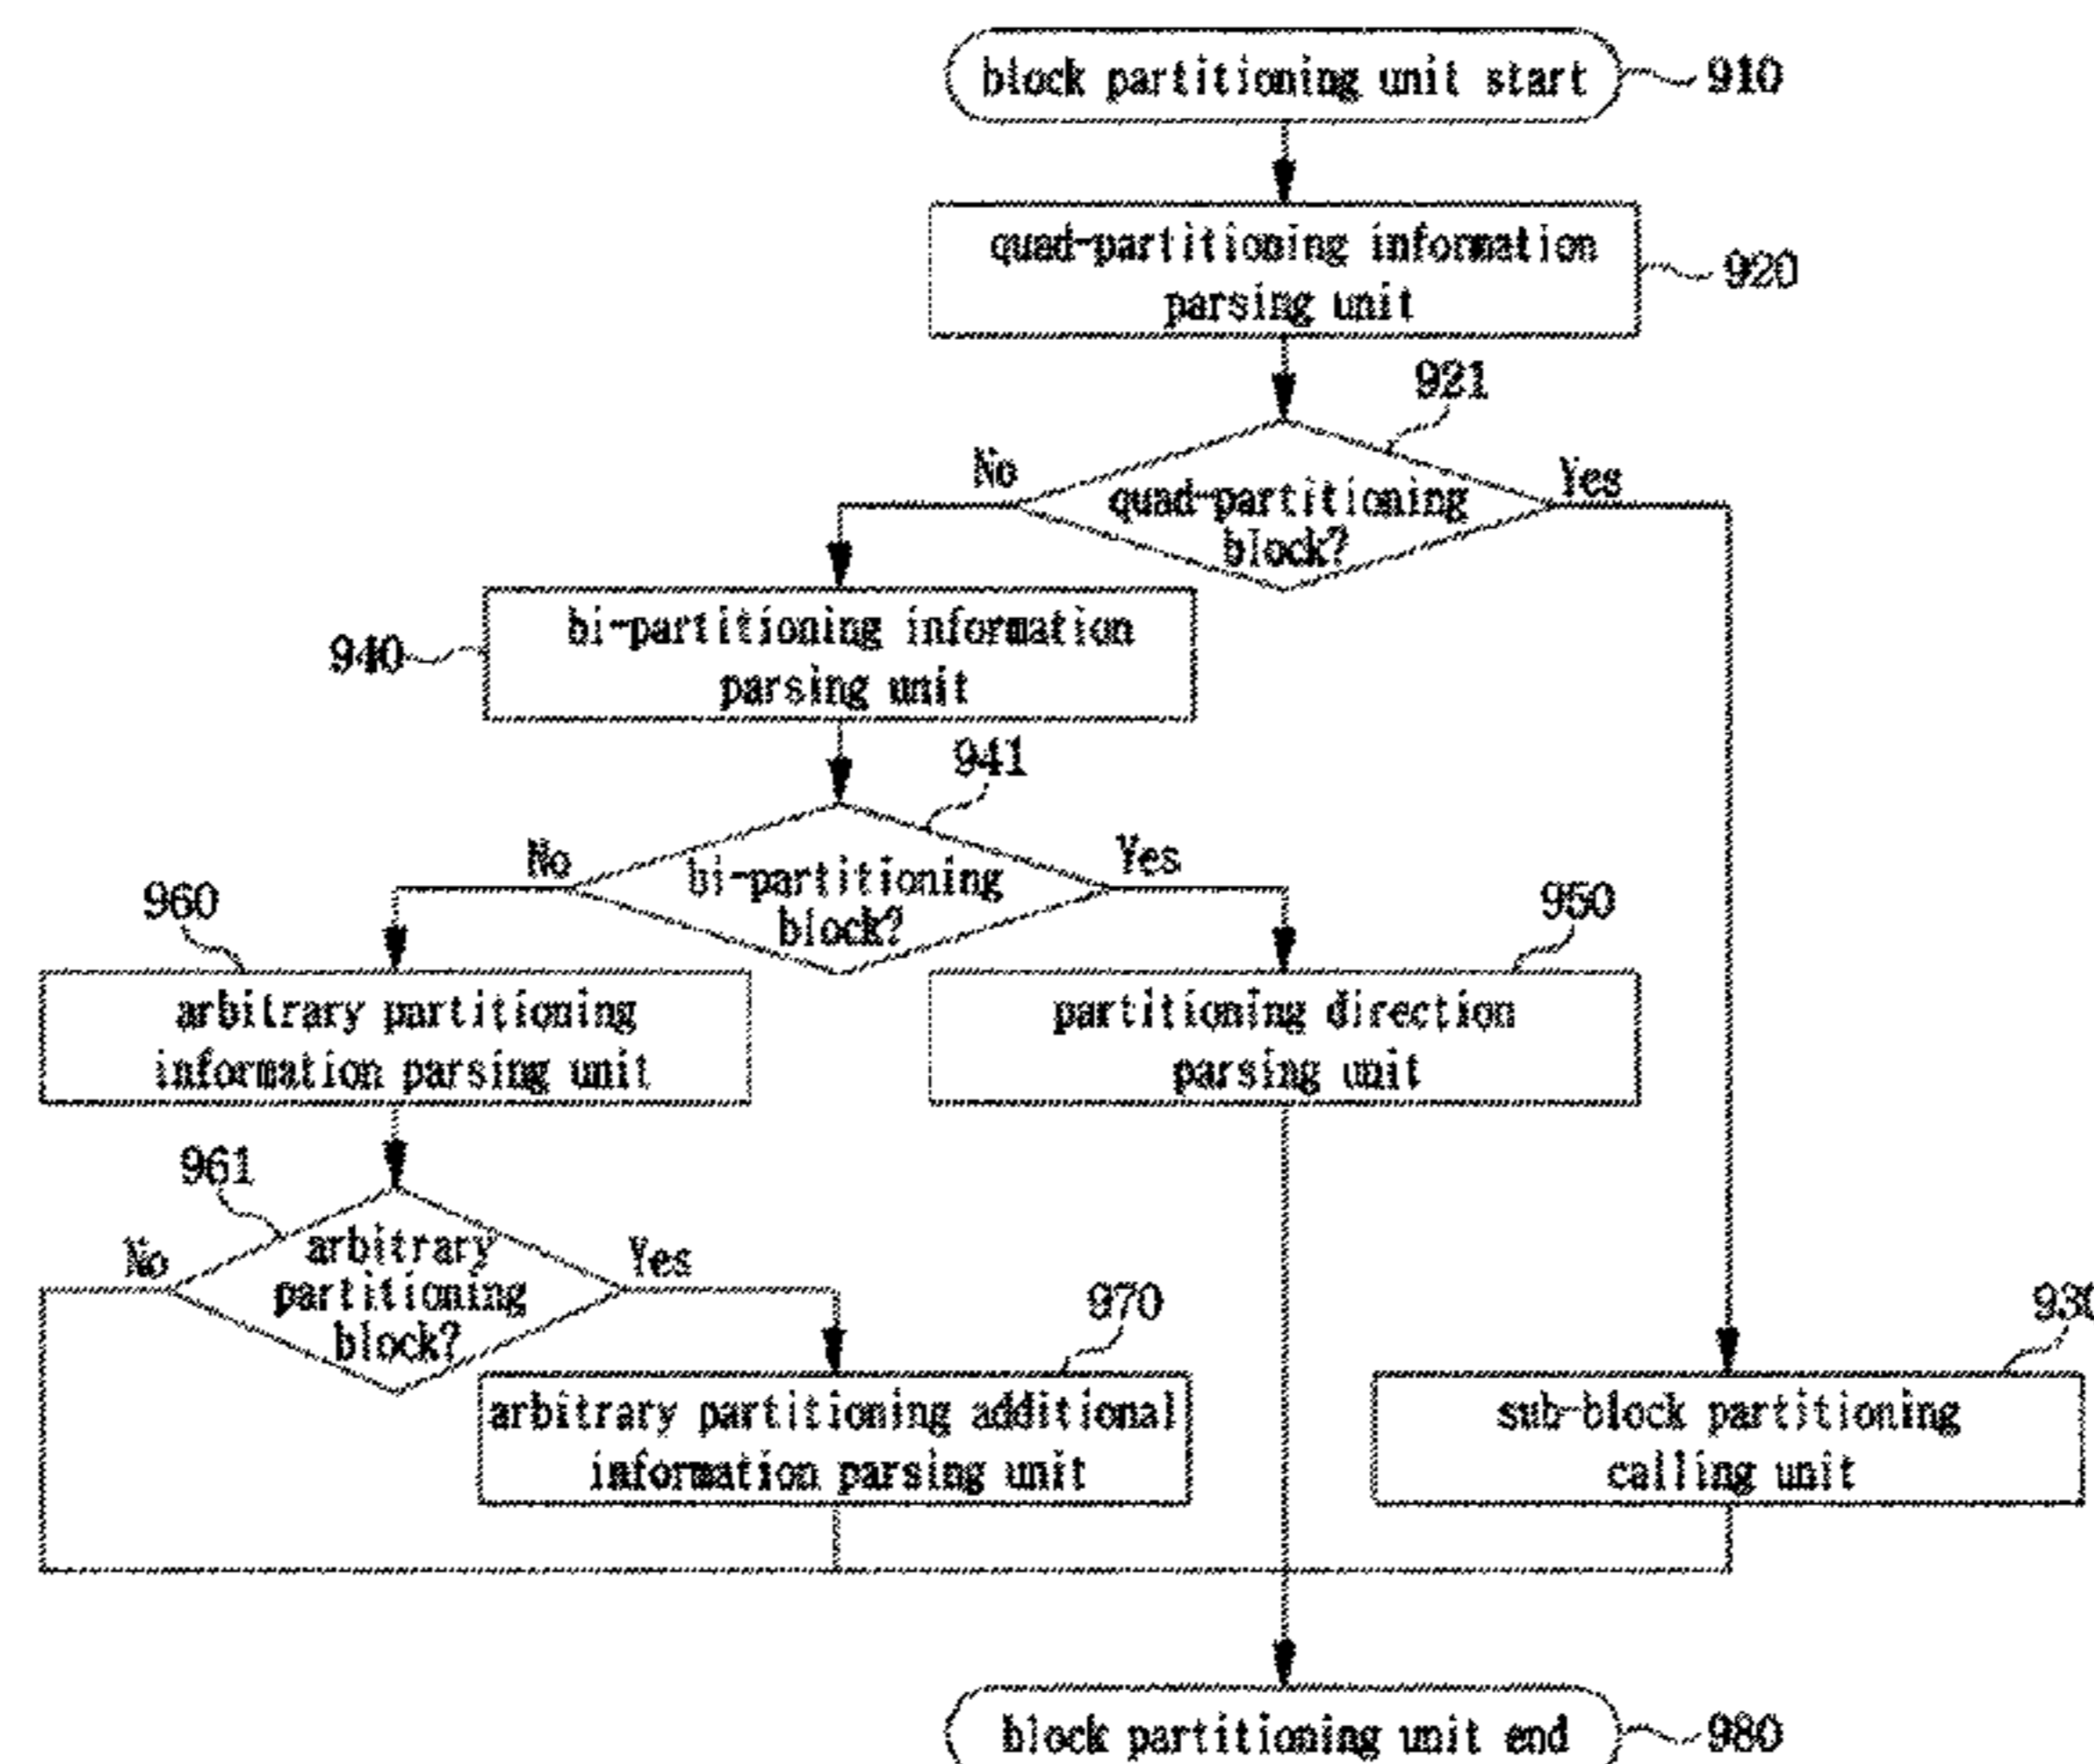 block partitioning unit start
910
quad-partitioning information
parsing unit
920
921
No
Yes
quad-partitioning
block?
bi-partitioning information
parsing unit
940
941
No
Yes
bi-partitioning
block?
960
950
arbitrary partitioning
information parsing unit
partitioning direction
parsing unit
961
No
Yes
arbitrary
partitioning
block?
970
930
arbitrary partitioning additional
information parsing unit
sub-block partitioning
calling unit
block partitioning unit end
980